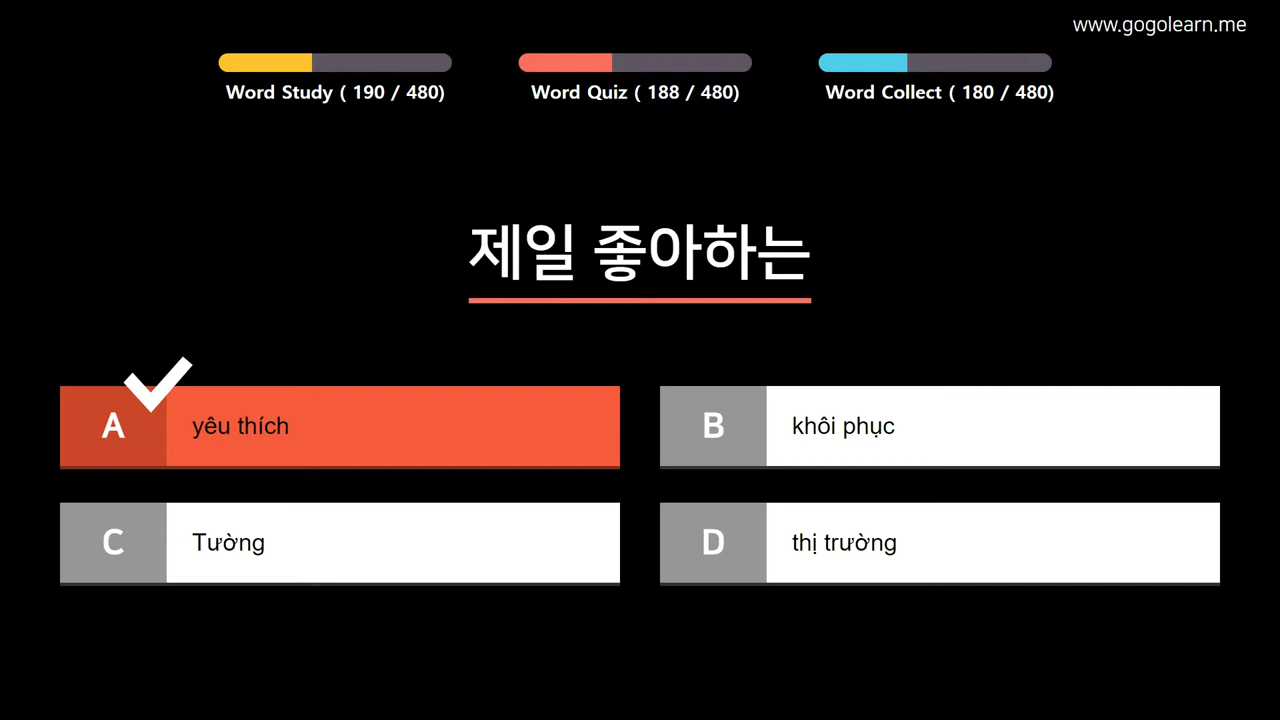 www.gogolearn.me
Word Study ( 190 / 480)
Word Quiz ( 188 / 480)
Word Collect ( 180 / 480)
제일 좋아하는
A
yêu thích
B
khôi phục
C
Tường
D
thị trường